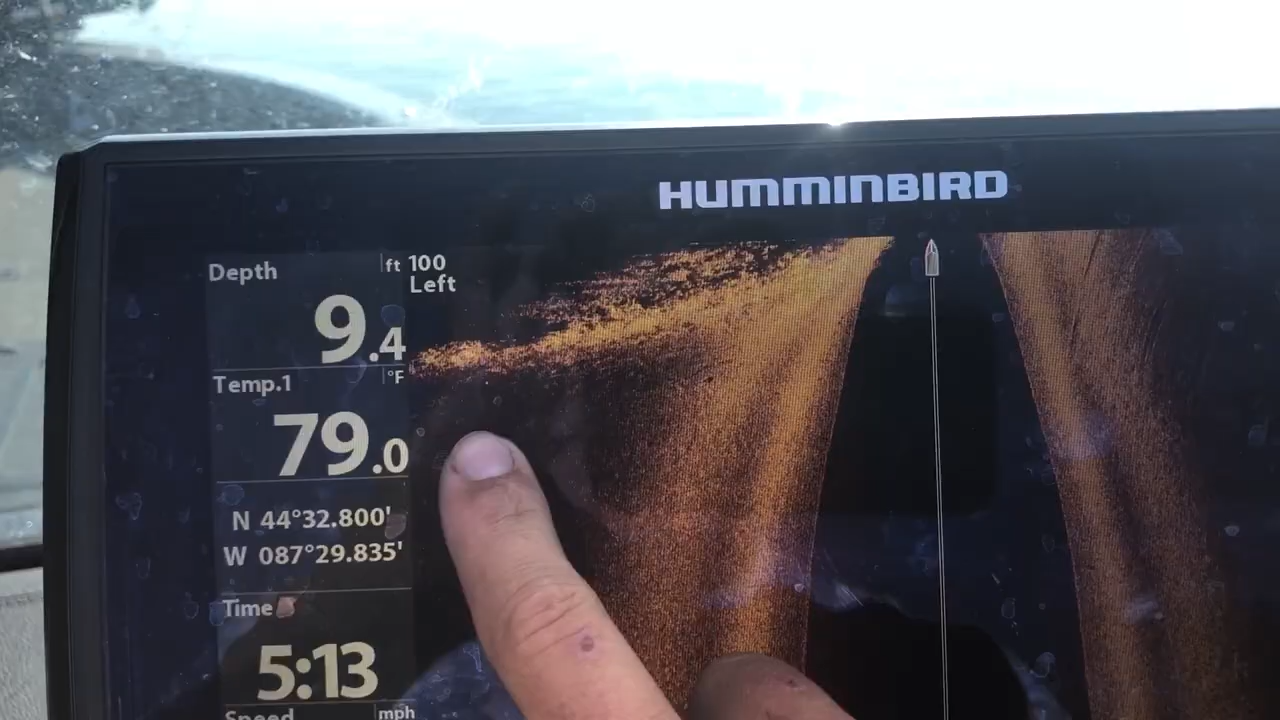 HUMMINBIRD
Depth ft
9.4
100
Left
Temp.1 °F
79.0
N 44°32.800'
W 087°29.835'
Time
5:13
Speed mph